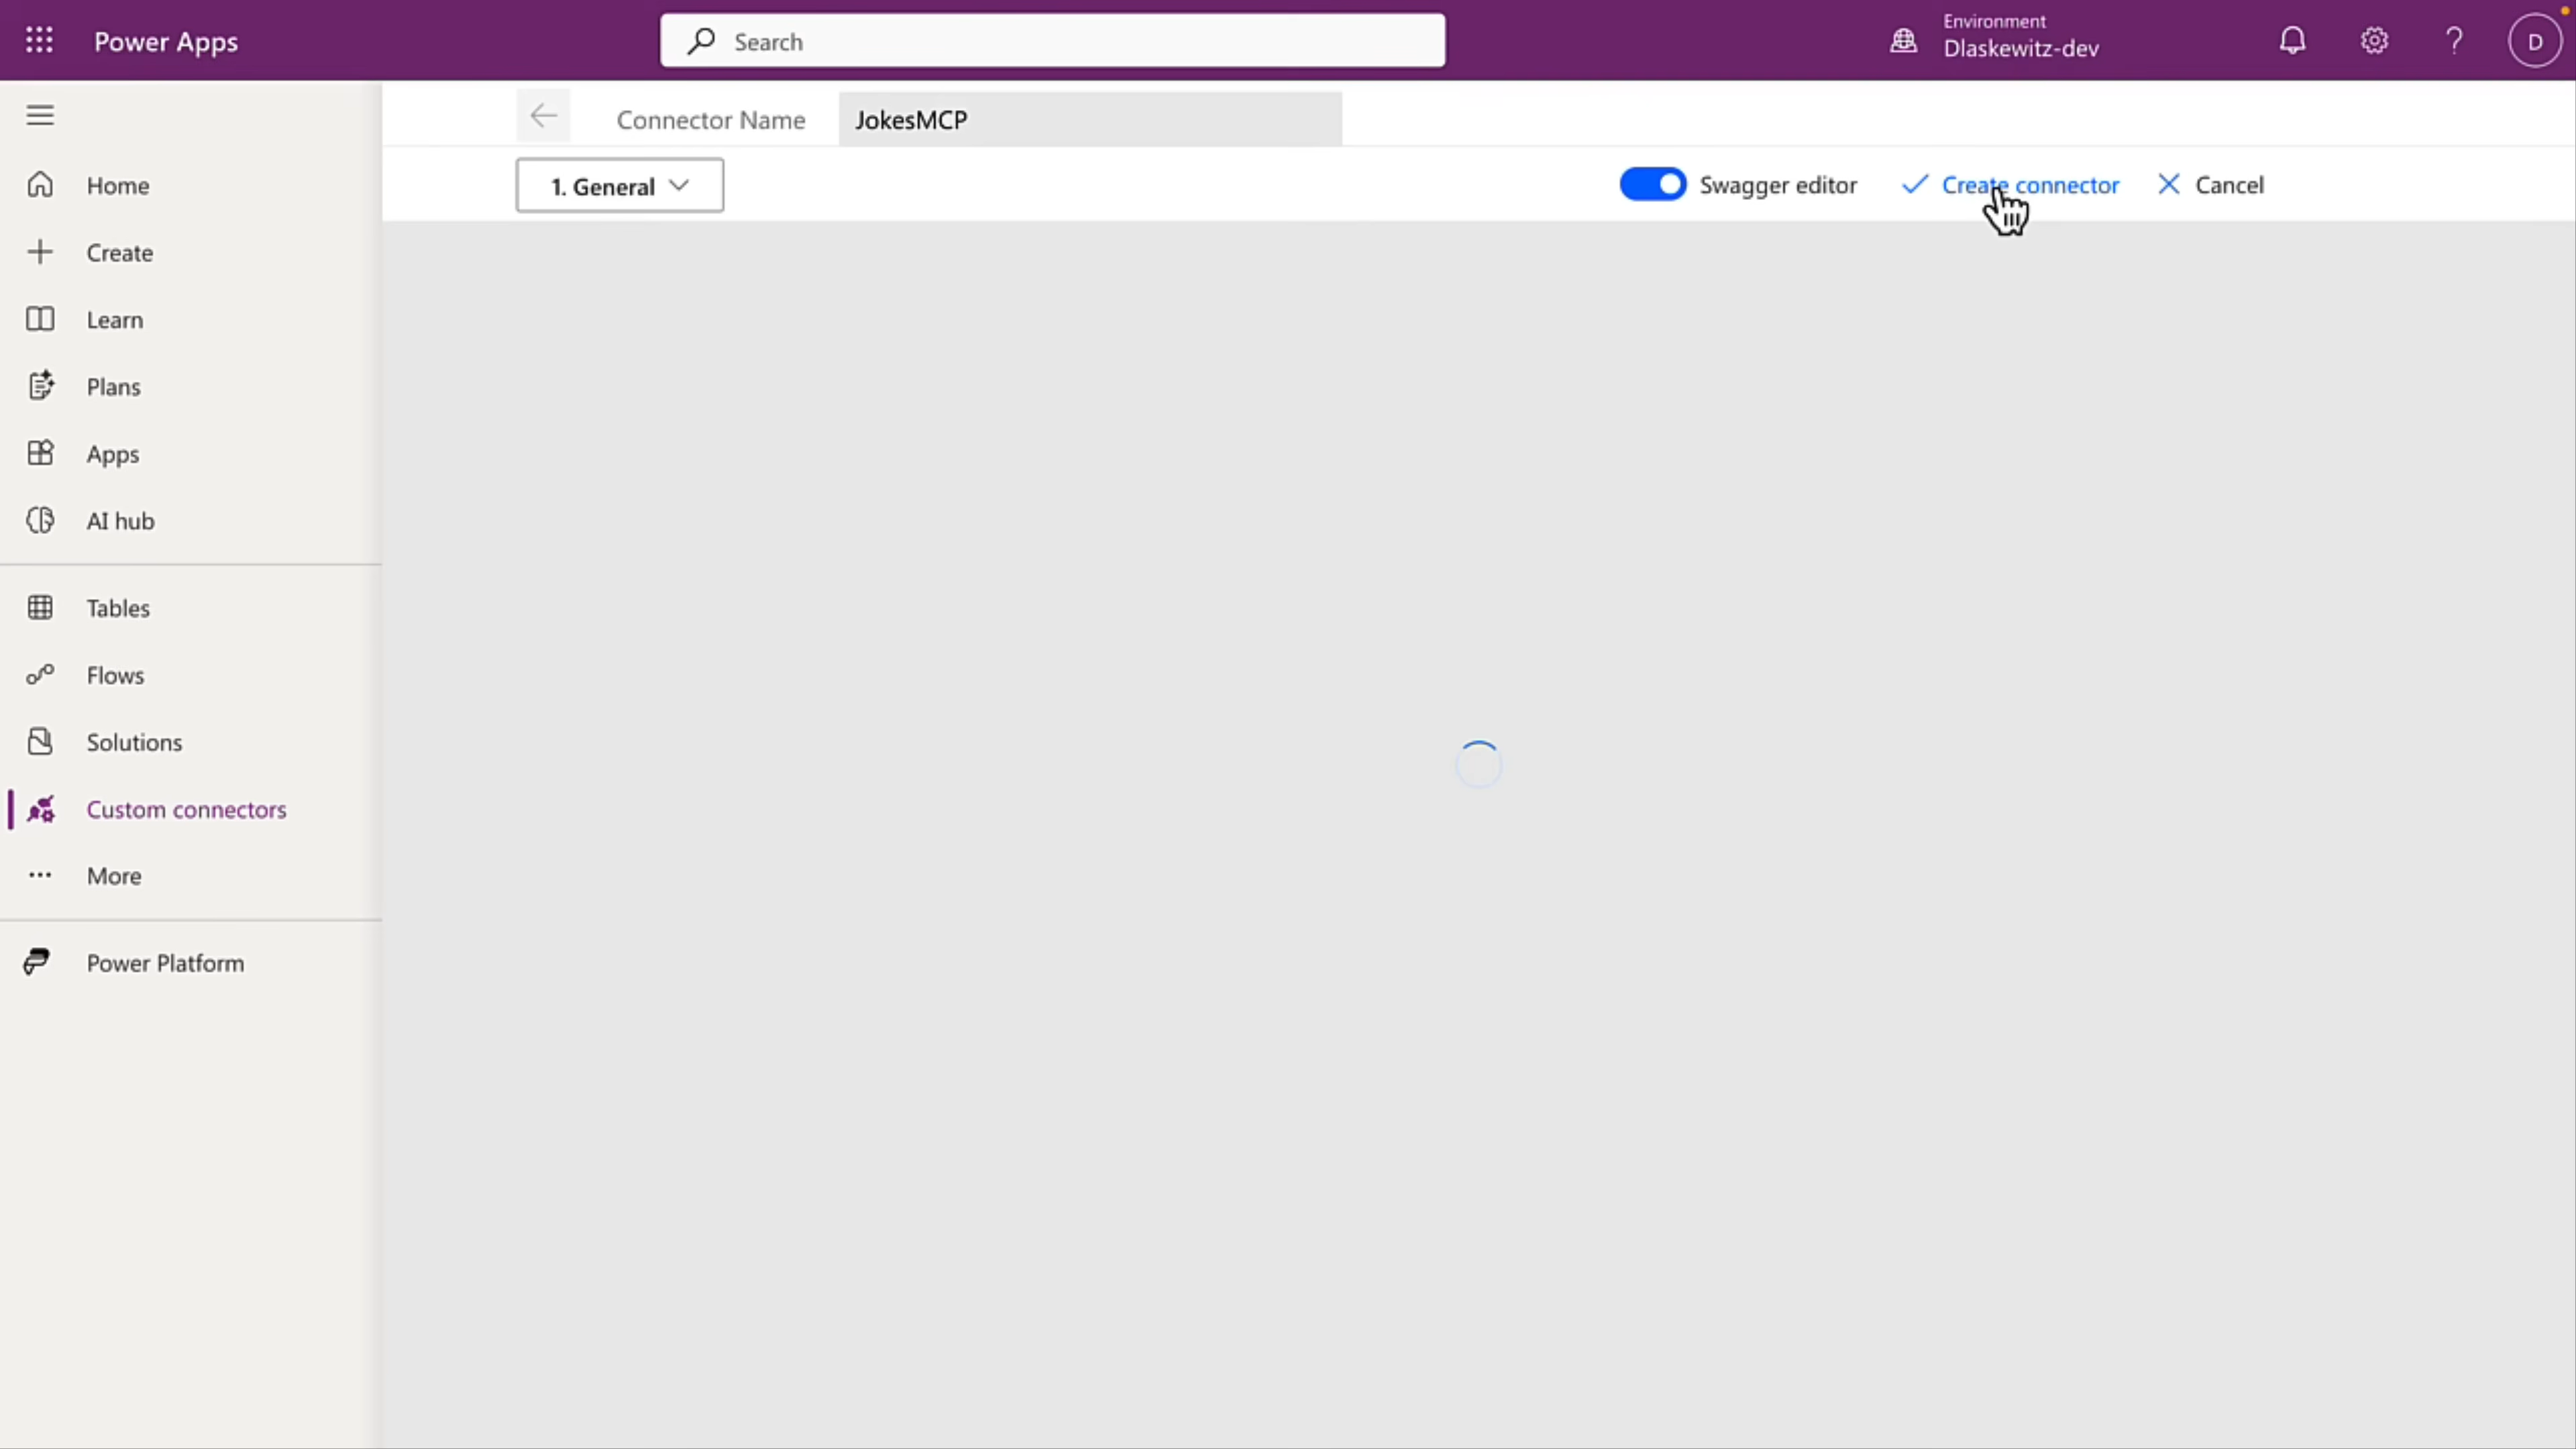 Power Apps
Search
Environment
Dlaskewitz-dev
?
D
Connector Name
JokesMCP
1. General
Swagger editor
Create connector
Cancel
Home
Create
Learn
Plans
Apps
AI hub
Tables
Flows
Solutions
Custom connectors
More
Power Platform